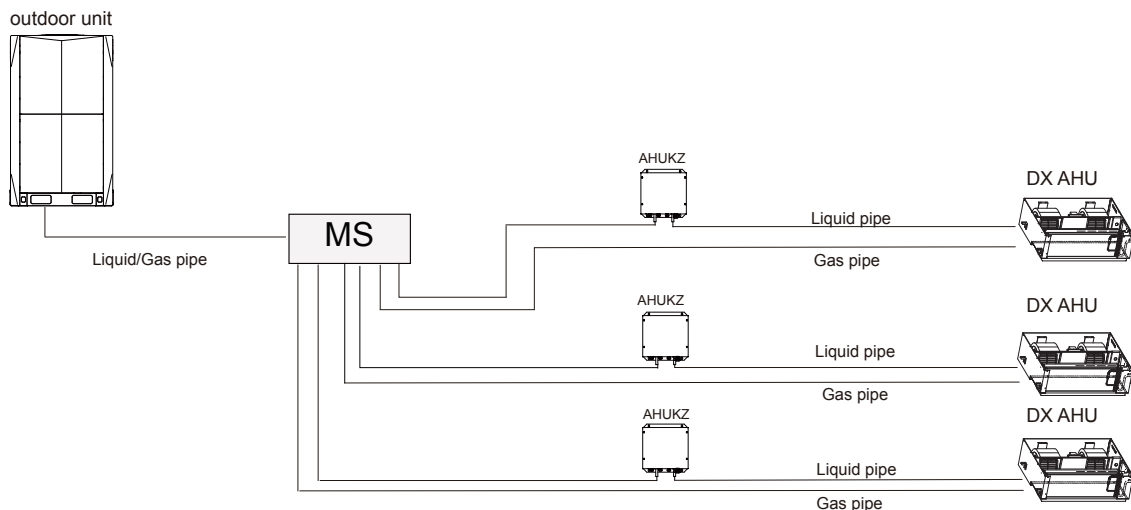 outdoor unit
AHUKZ
DX AHU
Liquid pipe
MS
Liquid/Gas pipe
Gas pipe
AHUKZ
DX AHU
Liquid pipe
Gas pipe
AHUKZ
DX AHU
Liquid pipe
Gas pipe